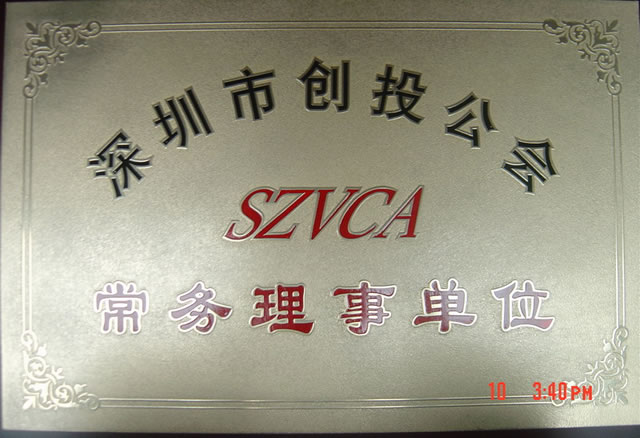 深圳市创投公会
SZVCA
常务理事单位
10 3:40PM